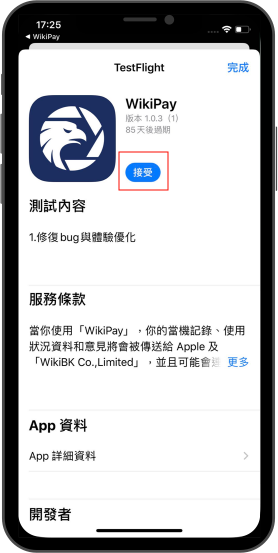 17:25
◀ WikiPay
TestFlight
完成
WikiPay
版本 1.0.3（1）
85天後過期
接受
測試內容
1.修復bug與體驗優化
服務條款
當你使用「WikiPay」，你的當機記錄、使用
狀況資料和意見將會被傳送給 Apple 及
「WikiBK Co.,Limited」，並且可能會 更多
App 資料
App 詳細資料
開發者